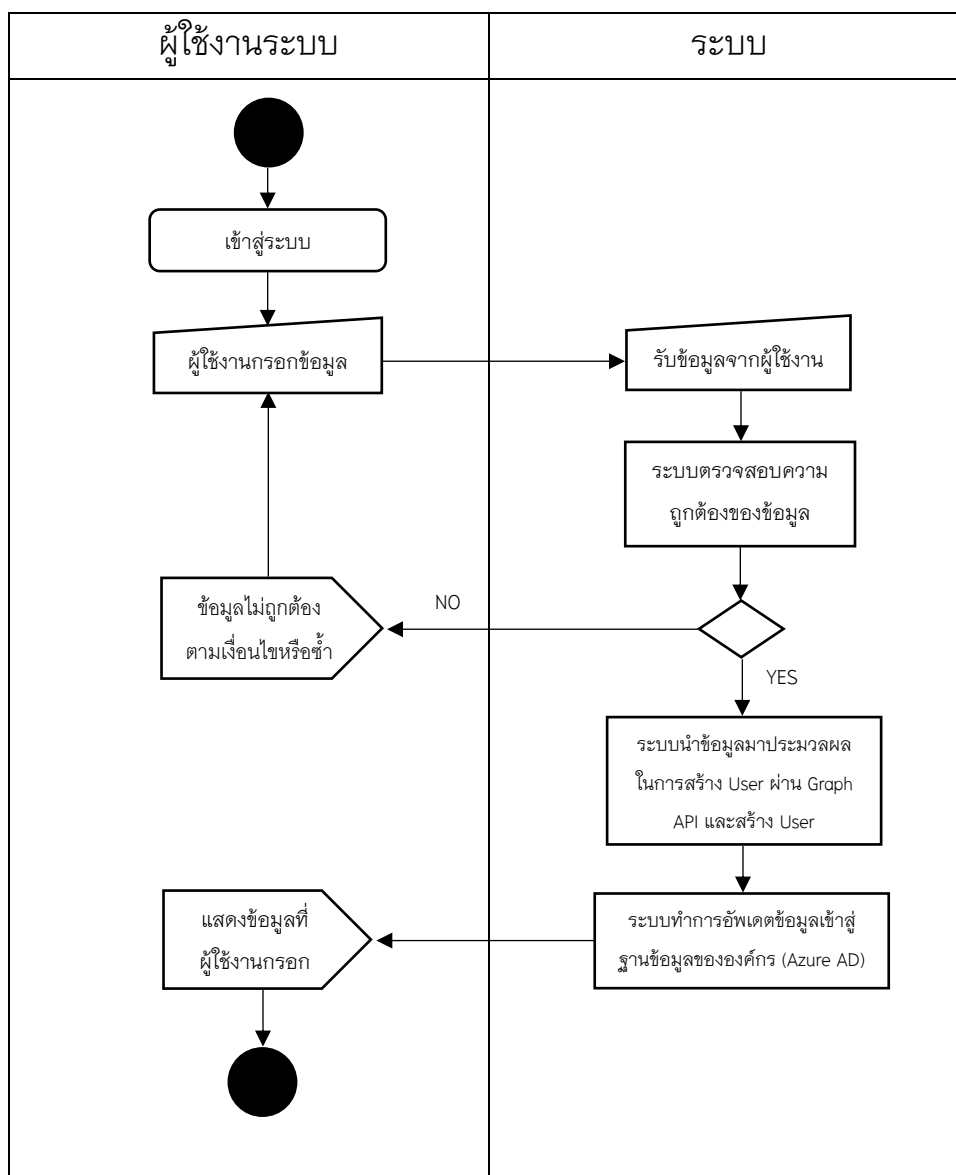 ผู้ใช้งานระบบ
ระบบ
เข้าสู่ระบบ
ผู้ใช้งานกรอกข้อมูล
รับข้อมูลจากผู้ใช้งาน
ระบบตรวจสอบความ
ถูกต้องของข้อมูล
ข้อมูลไม่ถูกต้อง
ตามเงื่อนไขหรือซ้ำ
NO
YES
ระบบนำข้อมูลมาประมวลผล
ในการสร้าง User ผ่าน Graph
API และสร้าง User
แสดงข้อมูลที่
ผู้ใช้งานกรอก
ระบบทำการอัพเดตข้อมูลเข้าสู่
ฐานข้อมูลขององค์กร (Azure AD)